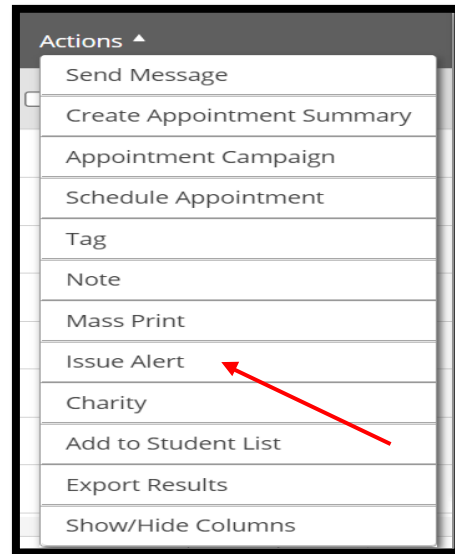 Actions
Send Message
Create Appointment Summary
Appointment Campaign
Schedule Appointment
Tag
Note
Mass Print
Issue Alert
Charity
Add to Student List
Export Results
Show/Hide Columns